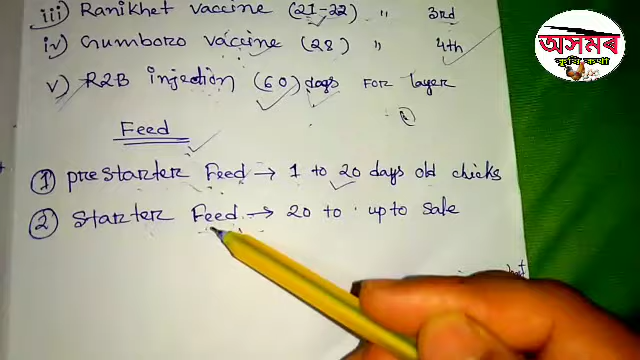 iii) Ranikhet vaccine (21-22) " 3rd
iv) Gumboro vaccine (28) " 4th
v) R2B injection (60) days FOR layer
Feed
① prestarter Feed → 1 to 20 days old chicks
② Starter Feed → 20 to up to Sale
অসমৰ
কৃষি কথা